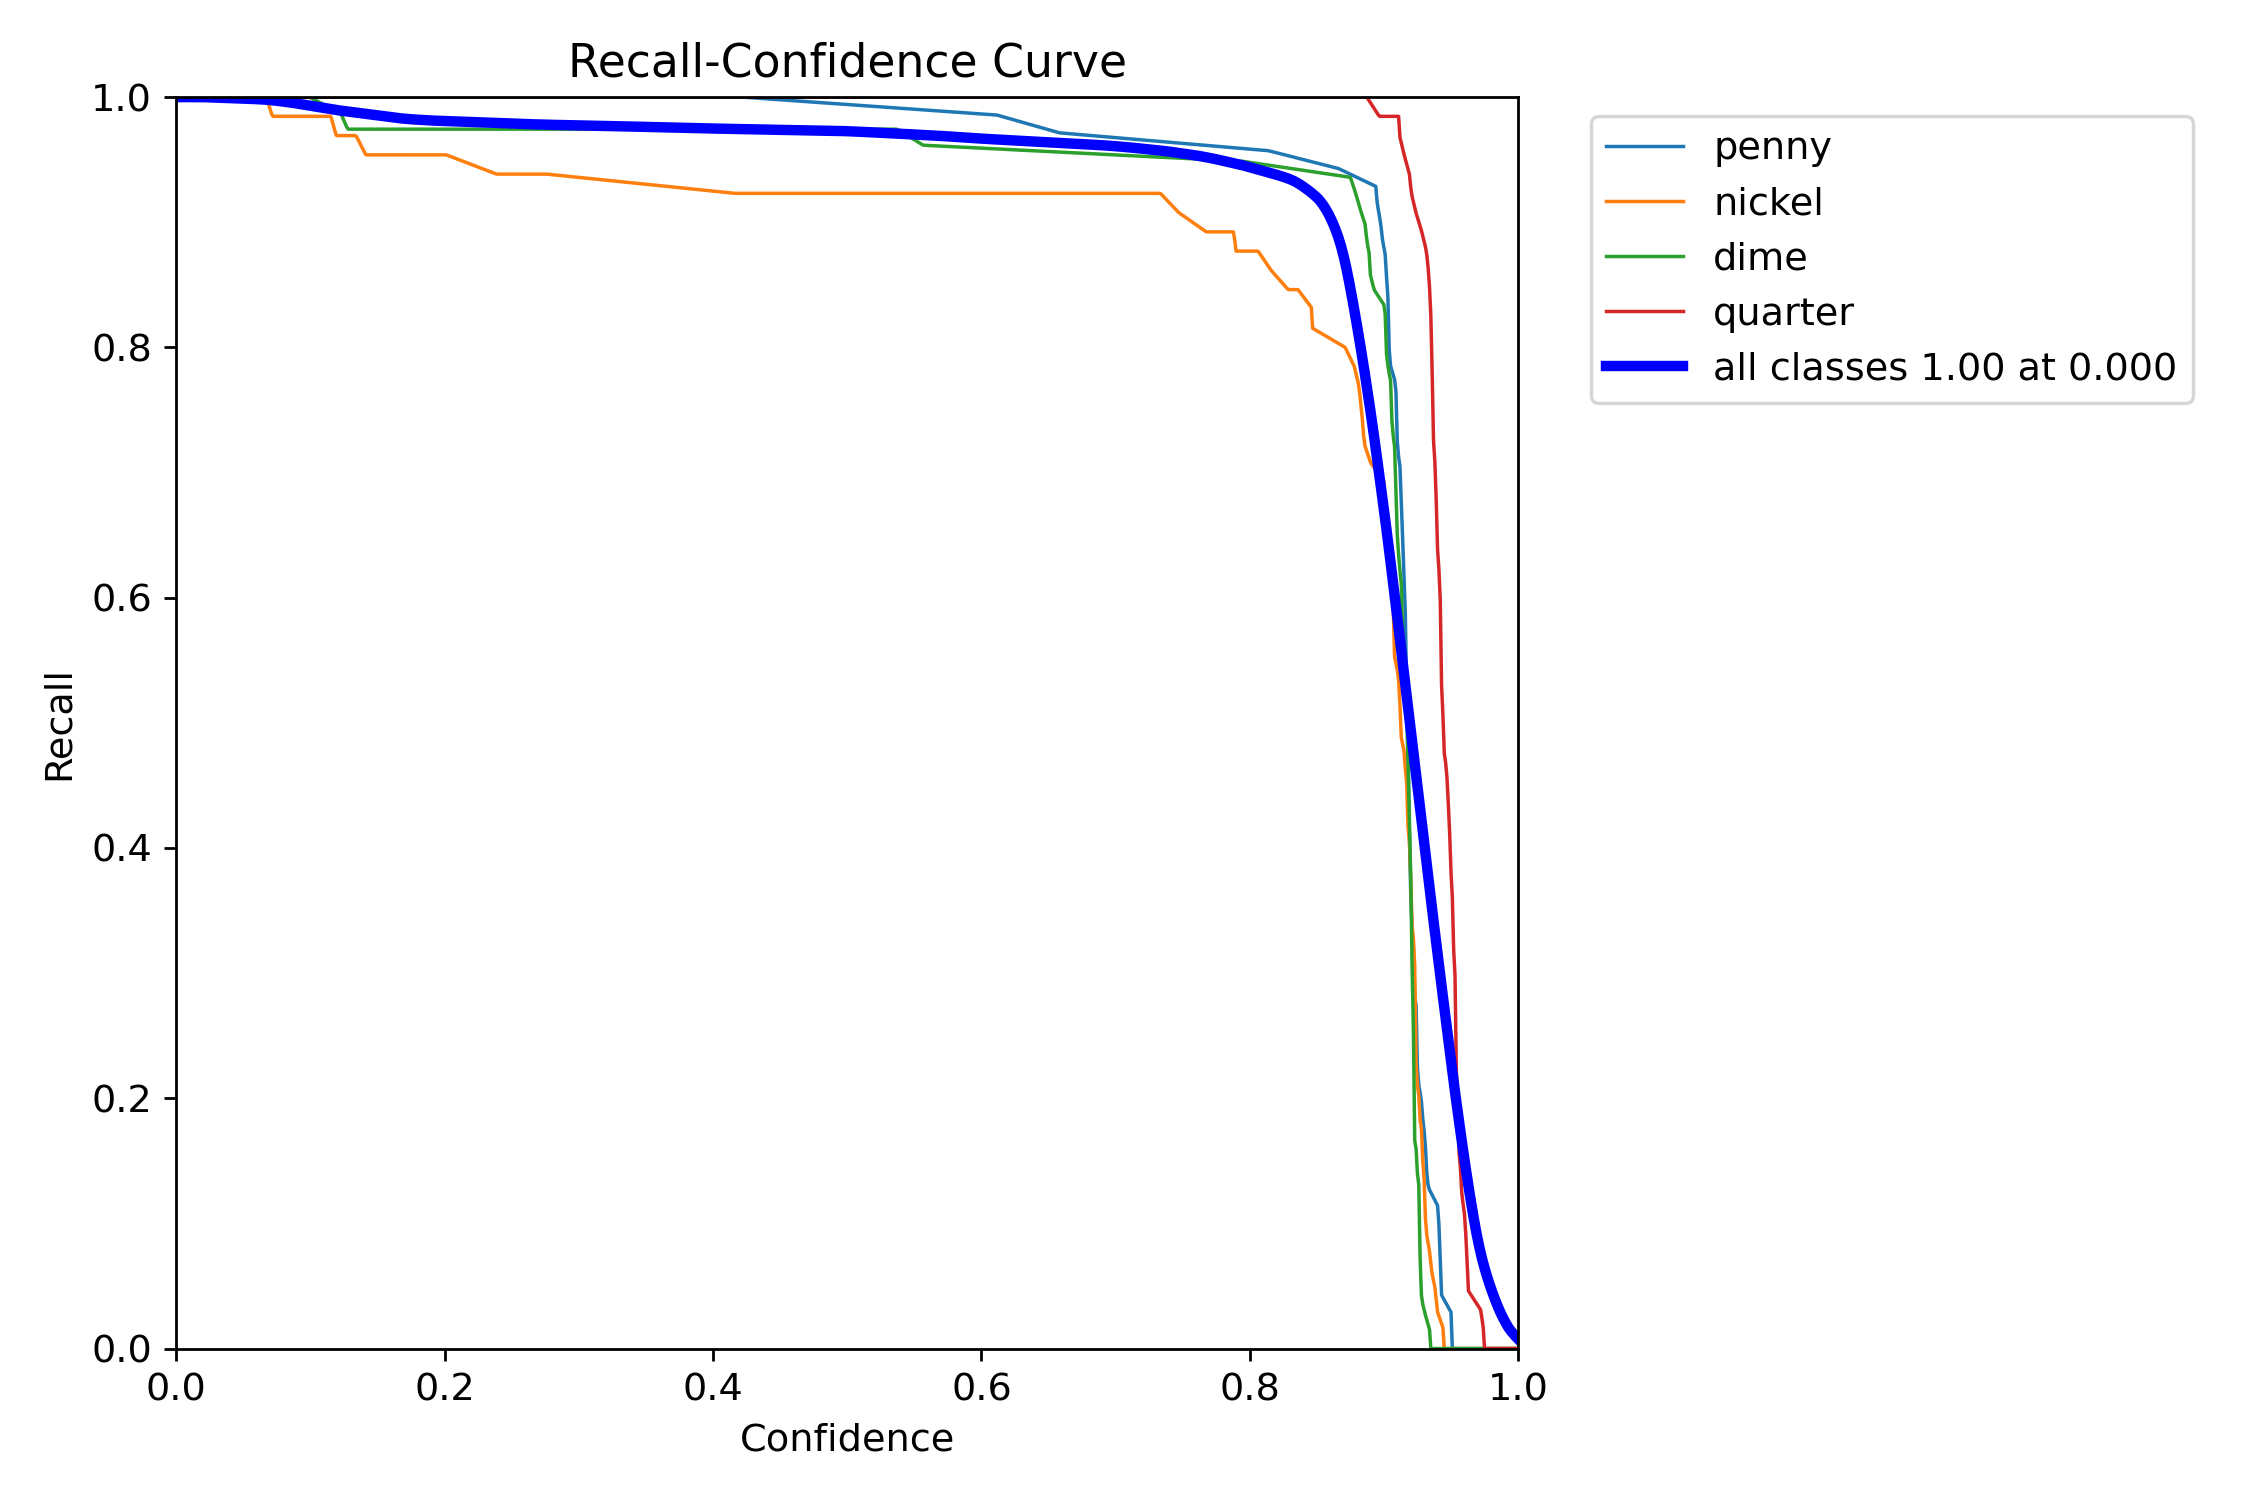 Recall-Confidence Curve
1.0
0.8
0.6
0.4
0.2
0.0
Recall
0.0 0.2 0.4 0.6 0.8 1.0
Confidence
penny
nickel
dime
quarter
all classes 1.00 at 0.000